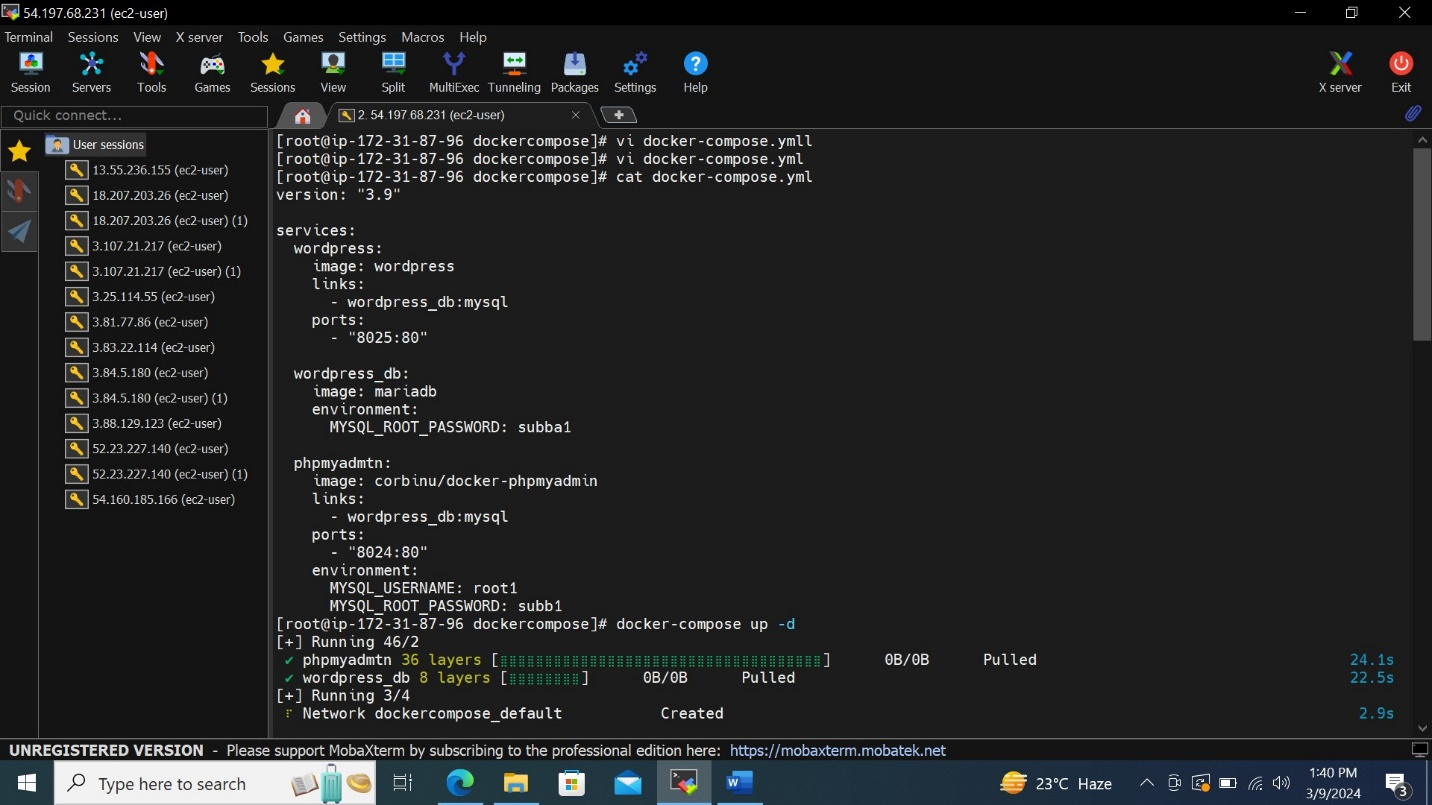 54.197.68.231 (ec2-user)
Terminal Sessions View X server Tools Games Settings Macros Help
Session Servers Tools Games Sessions View Split MultiExec Tunneling Packages Settings Help X server Exit
Quick connect...
2. 54.197.68.231 (ec2-user)
User sessions
13.55.236.155 (ec2-user)
18.207.203.26 (ec2-user)
18.207.203.26 (ec2-user) (1)
3.107.21.217 (ec2-user)
3.107.21.217 (ec2-user) (1)
3.25.114.55 (ec2-user)
3.81.77.86 (ec2-user)
3.83.22.114 (ec2-user)
3.84.5.180 (ec2-user)
3.84.5.180 (ec2-user) (1)
3.88.129.123 (ec2-user)
52.23.227.140 (ec2-user)
52.23.227.140 (ec2-user) (1)
54.160.185.166 (ec2-user)
[root@ip-172-31-87-96 dockercompose]# vi docker-compose.ymll
[root@ip-172-31-87-96 dockercompose]# vi docker-compose.yml
[root@ip-172-31-87-96 dockercompose]# cat docker-compose.yml
version: "3.9"
services:
wordpress:
image: wordpress
links:
- wordpress_db:mysql
ports:
- "8025:80"
wordpress_db:
image: mariadb
environment:
MYSQL_ROOT_PASSWORD: subba1
phpmyadmtn:
image: corbinu/docker-phpmyadmin
links:
- wordpress_db:mysql
ports:
- "8024:80"
environment:
MYSQL_USERNAME: root1
MYSQL_ROOT_PASSWORD: subb1
[root@ip-172-31-87-96 dockercompose]# docker-compose up -d
[+] Running 46/2
✔ phpmyadmtn 36 layers [⣿⣿⣿⣿⣿⣿⣿⣿⣿⣿⣿⣿⣿⣿⣿⣿⣿⣿⣿⣿⣿⣿⣿⣿⣿⣿⣿⣿⣿⣿⣿⣿⣿⣿⣿⣿] 0B/0B Pulled 24.1s
✔ wordpress_db 8 layers [⣿⣿⣿⣿⣿⣿⣿⣿] 0B/0B Pulled 22.5s
[+] Running 3/4
⠏ Network dockercompose_default Created 2.9s
UNREGISTERED VERSION - Please support MobaXterm by subscribing to the professional edition here: https://mobaxterm.mobatek.net
Type here to search
23°C Haze
1:40 PM
3/9/2024
3